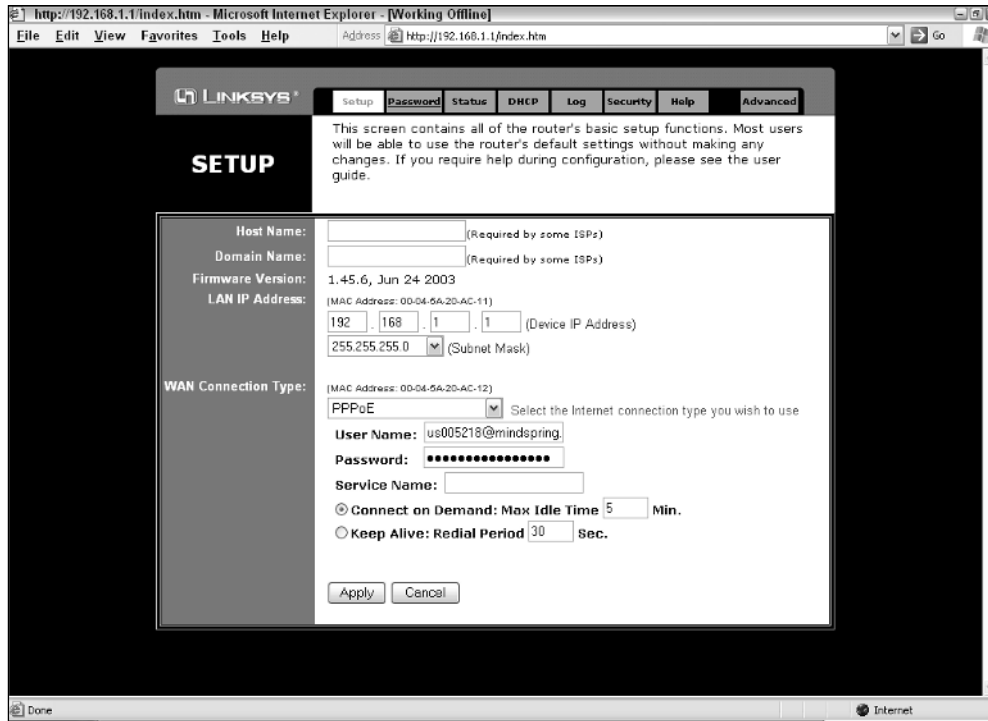 http://192.168.1.1/index.htm - Microsoft Internet Explorer - [Working Offline]
File Edit View Favorites Tools Help Address http://192.168.1.1/index.htm Go
LINKSYS®
Setup Password Status DHCP Log Security Help Advanced
SETUP
This screen contains all of the router's basic setup functions. Most users
will be able to use the router's default settings without making any
changes. If you require help during configuration, please see the user
guide.
Host Name: (Required by some ISPs)
Domain Name: (Required by some ISPs)
Firmware Version: 1.45.6, Jun 24 2003
LAN IP Address: (MAC Address: 00-04-5A-20-AC-11)
192 . 168 . 1 . 1 (Device IP Address)
255.255.255.0 (Subnet Mask)
WAN Connection Type: (MAC Address: 00-04-5A-20-AC-12)
PPPoE Select the Internet connection type you wish to use
User Name: us005218@mindspring.
Password: ••••••••••••••••
Service Name:
Connect on Demand: Max Idle Time 5 Min.
Keep Alive: Redial Period 30 Sec.
Apply Cancel
Done Internet